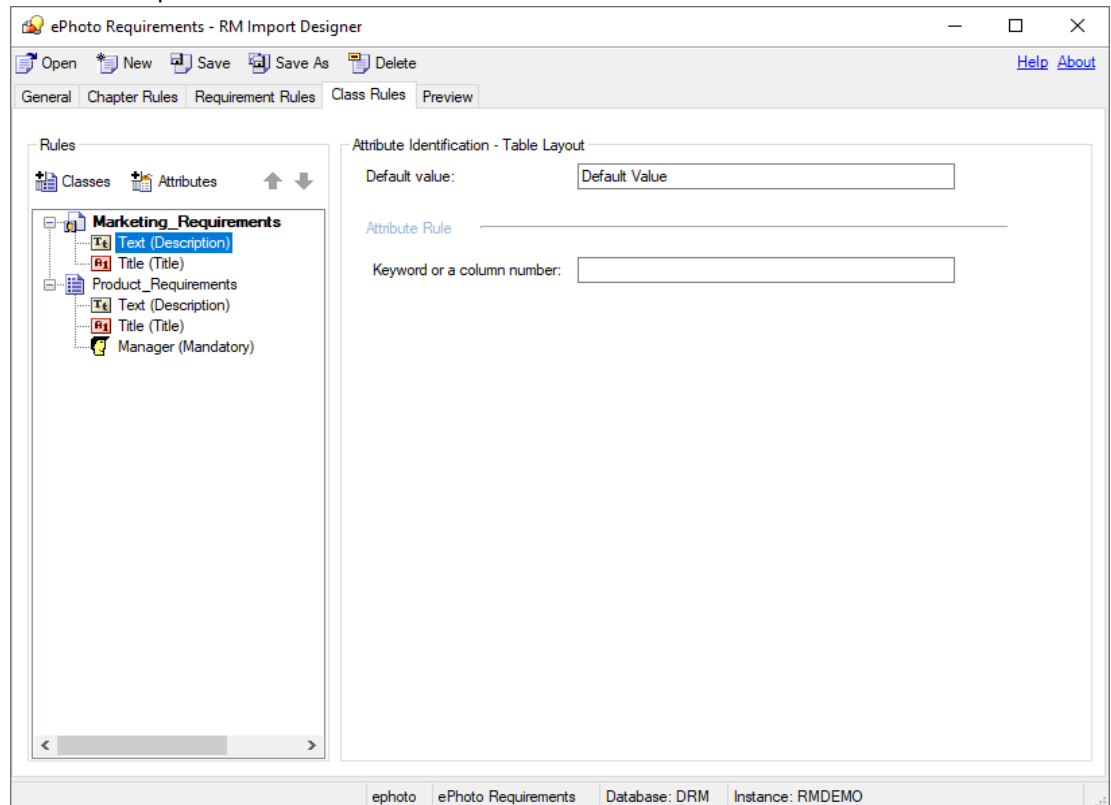 ePhoto Requirements - RM Import Designer
Open New Save Save As Delete Help About
General Chapter Rules Requirement Rules Class Rules Preview
Rules
Classes Attributes
Marketing_Requirements
Text (Description)
Title (Title)
Product_Requirements
Text (Description)
Title (Title)
Manager (Mandatory)
Attribute Identification - Table Layout
Default value: Default Value
Attribute Rule
Keyword or a column number:
ephoto ePhoto Requirements Database: DRM Instance: RMDEMO